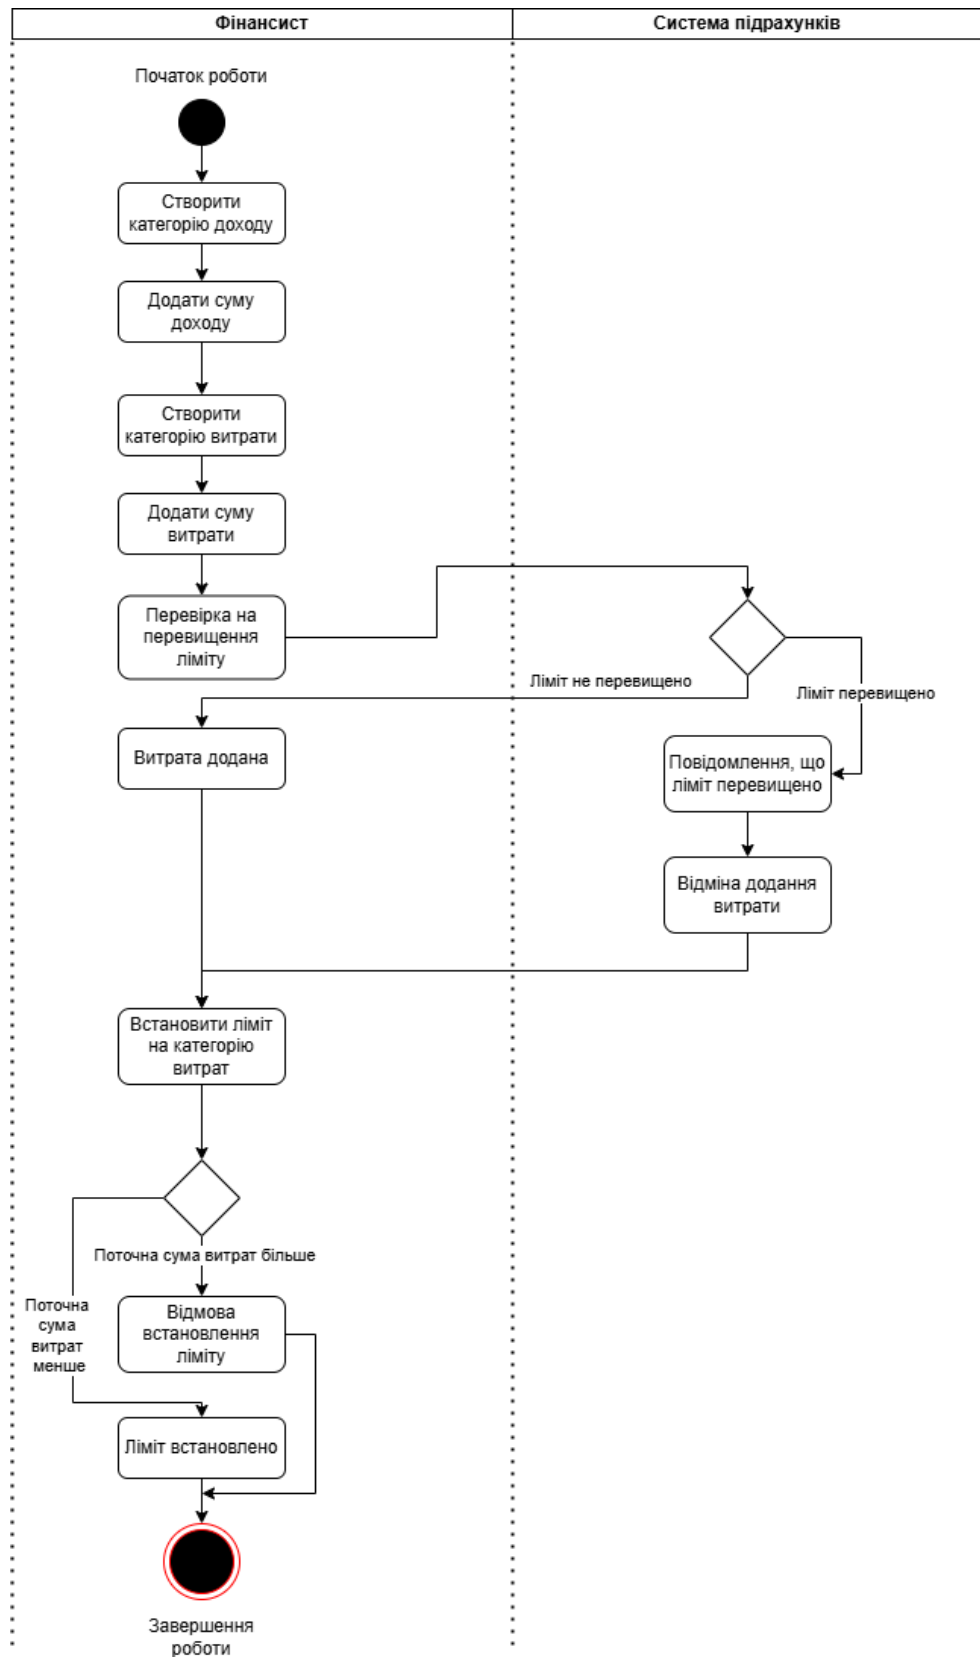 Фінансист
Система підрахунків
Початок роботи
Створити
категорію доходу
Додати суму
доходу
Створити
категорію витрати
Додати суму
витрати
Перевірка на
перевищення
ліміту
Ліміт не перевищено
Ліміт перевищено
Витрата додана
Повідомлення, що
ліміт перевищено
Відміна додання
витрати
Встановити ліміт
на категорію
витрат
Поточна сума витрат більше
Поточна
сума
витрат
менше
Відмова
встановлення
ліміту
Ліміт встановлено
Завершення
роботи